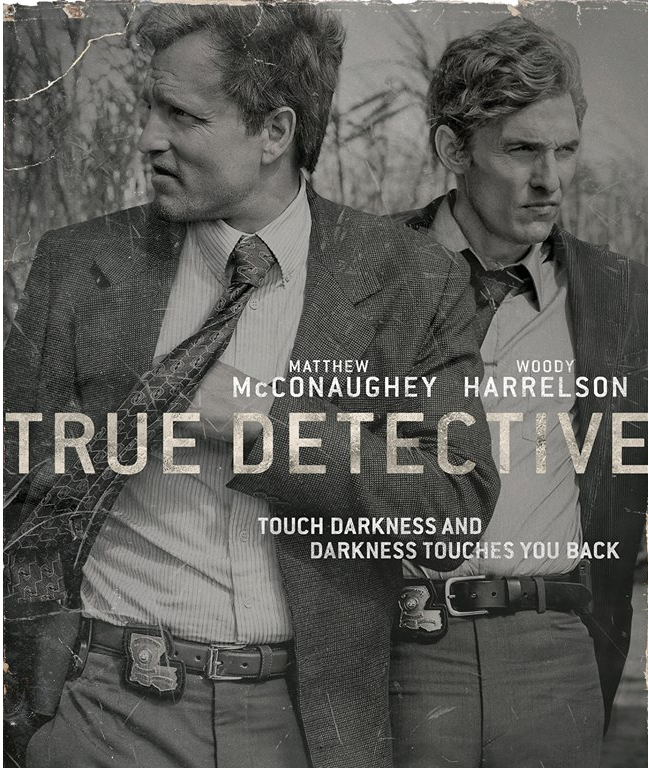 MATTHEW
McCONAUGHEY
WOODY
HARRELSON
TRUE DETECTIVE
TOUCH DARKNESS AND
DARKNESS TOUCHES YOU BACK